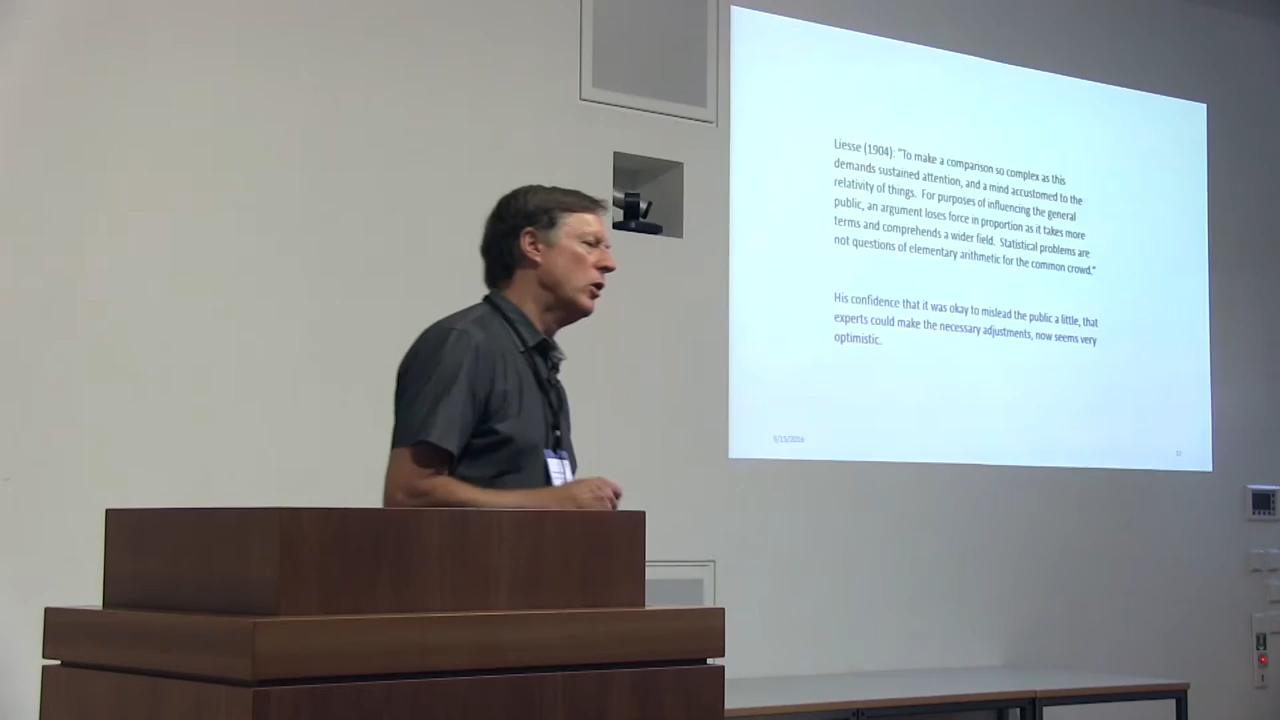 Liesse (1904): "To make a comparison so complex as this
demands sustained attention, and a mind accustomed to the
relativity of things. For purposes of influencing the general
public, an argument loses force in proportion as it takes more
terms and comprehends a wider field. Statistical problems are
not questions of elementary arithmetic for the common crowd."
His confidence that it was okay to mislead the public a little, that
experts could make the necessary adjustments, now seems very
optimistic.